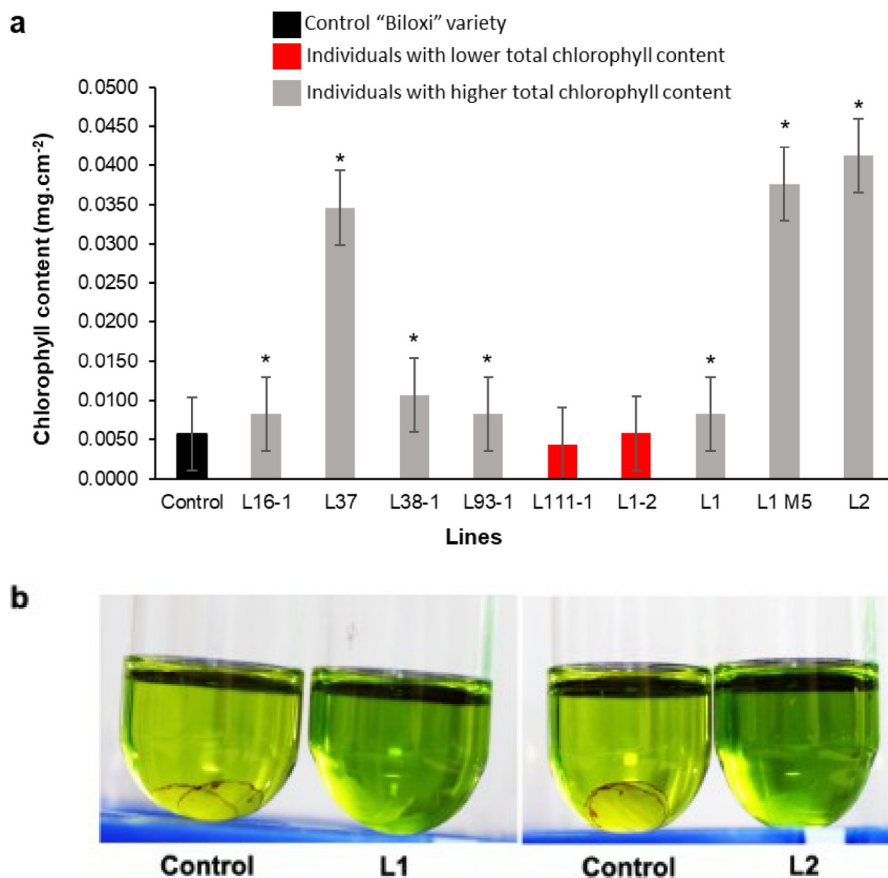 a
Control “Biloxi” variety
Individuals with lower total chlorophyll content
Individuals with higher total chlorophyll content
Chlorophyll content (mg.cm-2)
0.0500
0.0450
0.0400
0.0350
0.0300
0.0250
0.0200
0.0150
0.0100
0.0050
0.0000
* * * * * * *
Control L16-1 L37 L38-1 L93-1 L111-1 L1-2 L1 L1 M5 L2
Lines
b
Control L1 Control L2